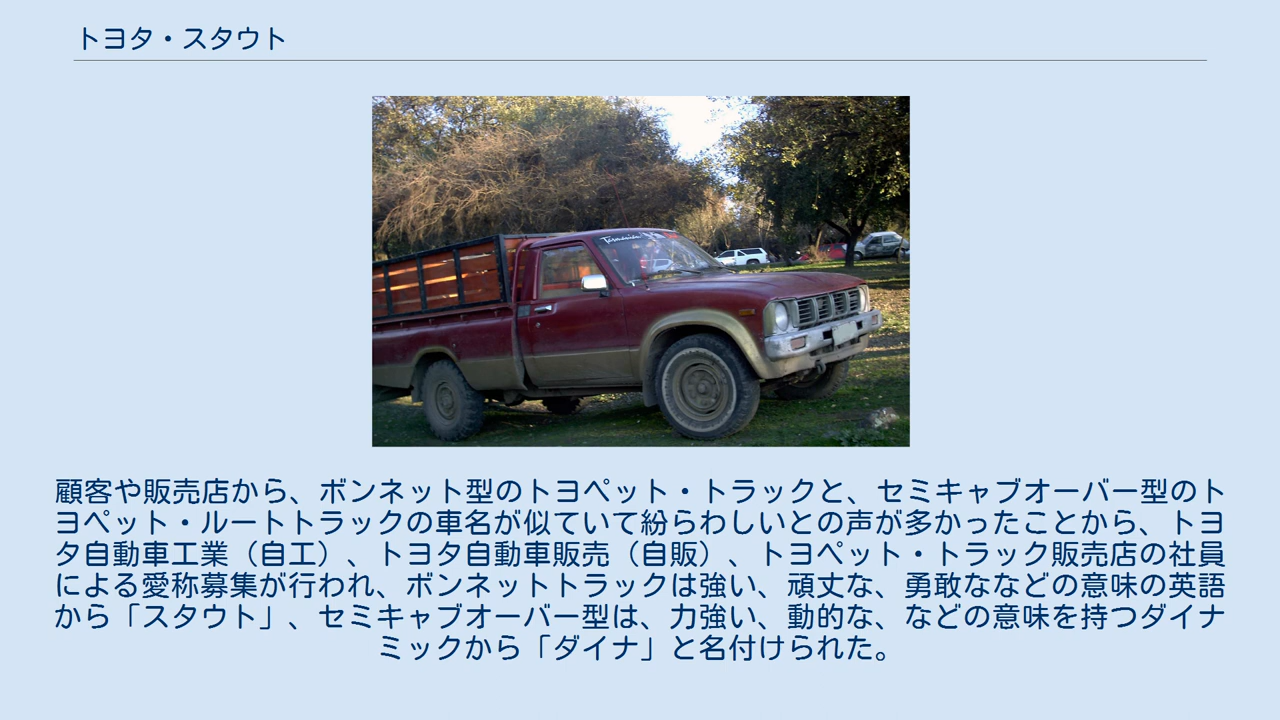 トヨタ・スタウト
顧客や販売店から、ボンネット型のトヨペット・トラックと、セミキャブオーバー型のト
ヨペット・ルートトラックの車名が似ていて紛らわしいとの声が多かったことから、トヨ
タ自動車工業（自工）、トヨタ自動車販売（自販）、トヨペット・トラック販売店の社員
による愛称募集が行われ、ボンネットトラックは強い、頑丈な、勇敢ななどの意味の英語
から「スタウト」、セミキャブオーバー型は、力強い、動的な、などの意味を持つダイナ
ミックから「ダイナ」と名付けられた。